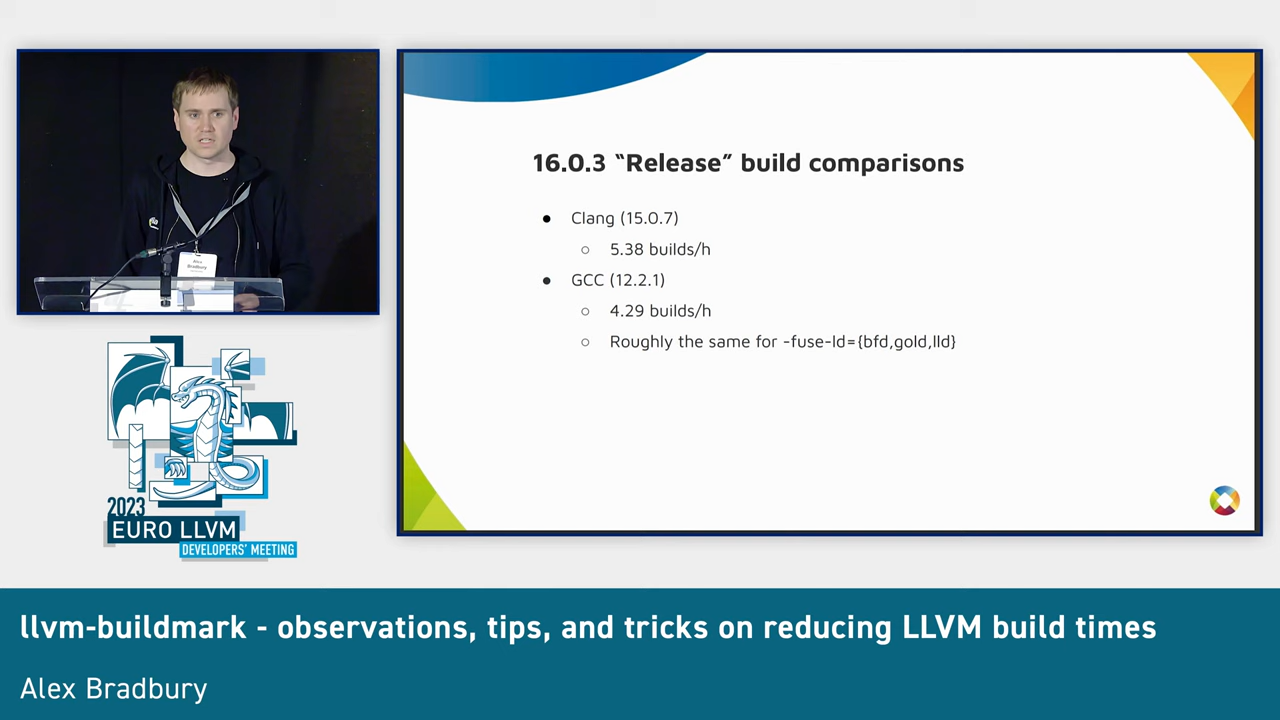 16.0.3 “Release” build comparisons
● Clang (15.0.7)
○ 5.38 builds/h
● GCC (12.2.1)
○ 4.29 builds/h
○ Roughly the same for -fuse-ld={bfd,gold,lld}
Alex
Bradbury
2023
EURO LLVM
DEVELOPERS' MEETING
llvm-buildmark - observations, tips, and tricks on reducing LLVM build times
Alex Bradbury